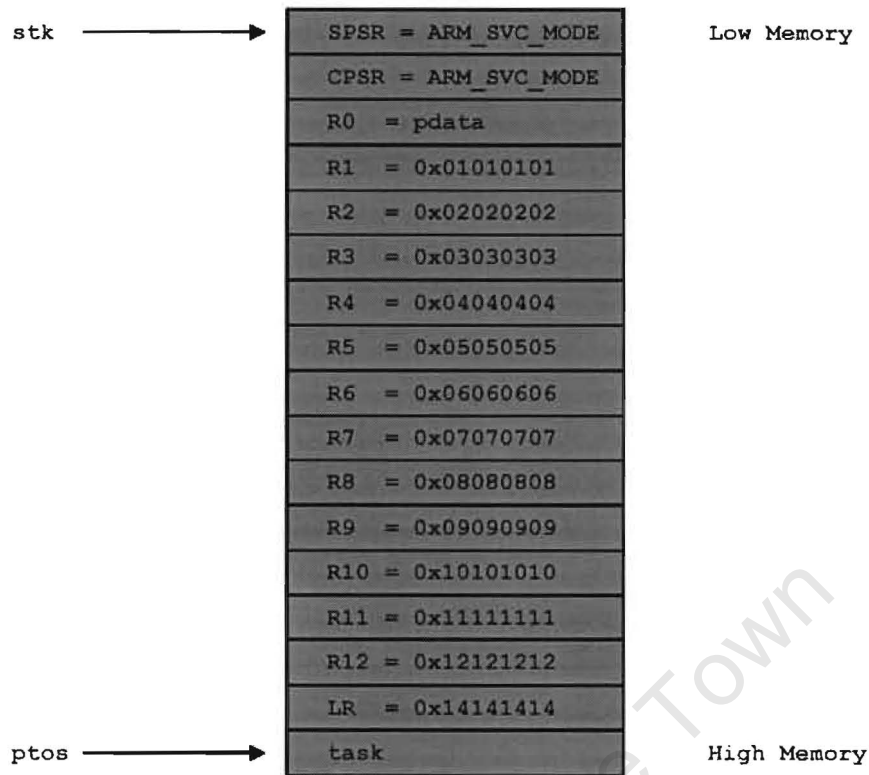 stk SPSR = ARM_SVC_MODE Low Memory
CPSR = ARM_SVC_MODE
R0 = pdata
R1 = 0x01010101
R2 = 0x02020202
R3 = 0x03030303
R4 = 0x04040404
R5 = 0x05050505
R6 = 0x06060606
R7 = 0x07070707
R8 = 0x08080808
R9 = 0x09090909
R10 = 0x10101010
R11 = 0x11111111
R12 = 0x12121212
LR = 0x14141414
ptos task High Memory
Town